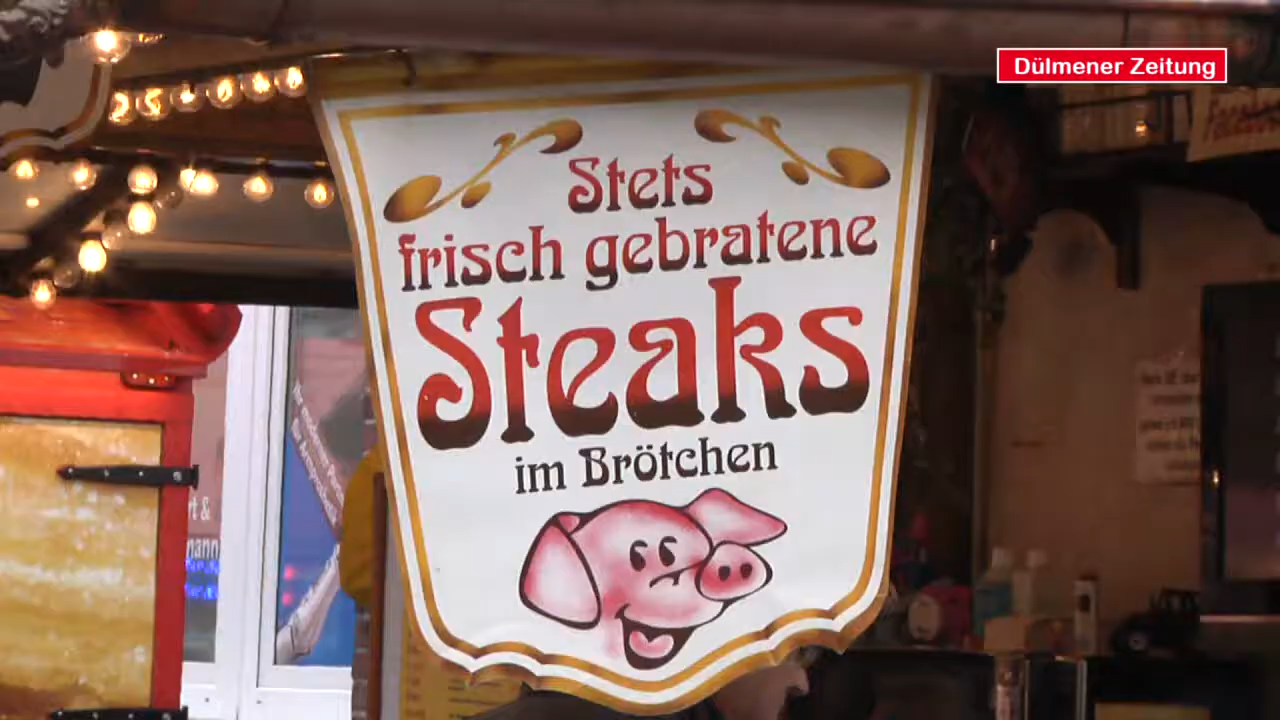 Dülmener Zeitung
Stets
frisch gebratene
Steaks
im Brötchen